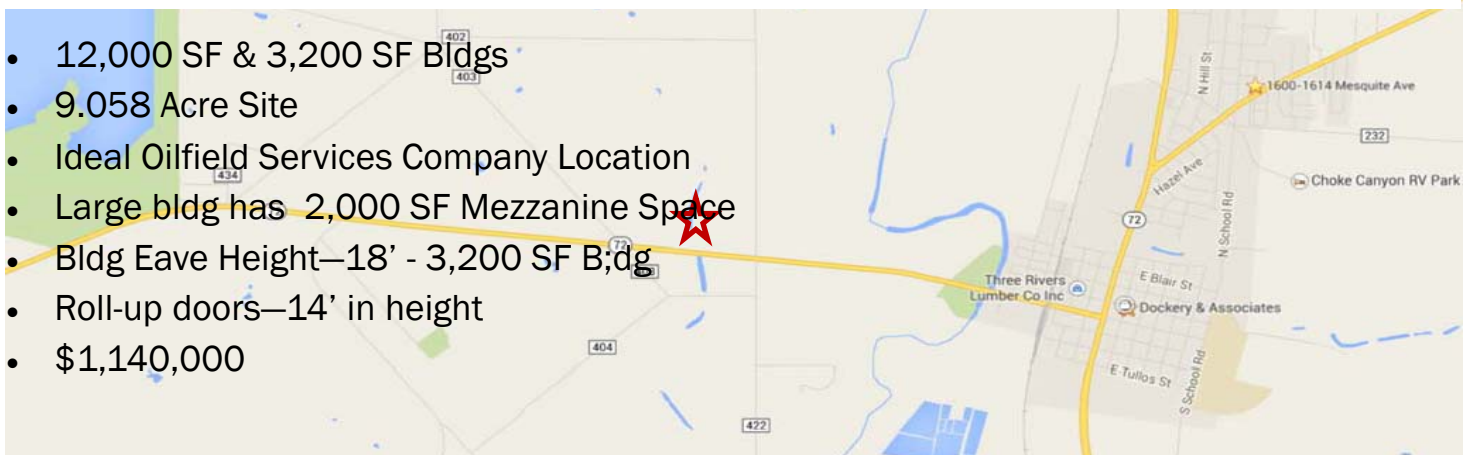 • 12,000 SF & 3,200 SF Bldgs
• 9.058 Acre Site
• Ideal Oilfield Services Company Location
• Large bldg has 2,000 SF Mezzanine Space
• Bldg Eave Height—18’ - 3,200 SF B;dg
• Roll-up doors—14’ in height
• $1,140,000
402
403
434
72
404
422
N Hill St
1600-1614 Mesquite Ave
232
Hazel Ave
Choke Canyon RV Park
72
N School Rd
E Blair St
Three Rivers
Lumber Co Inc
Dockery & Associates
E Tullos St
S School Rd